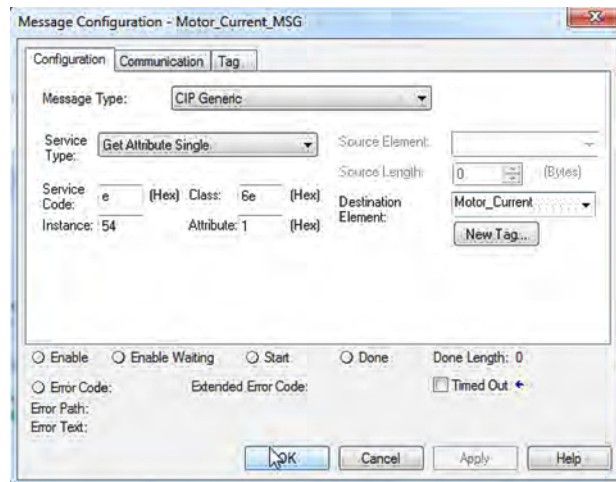 Message Configuration - Motor_Current_MSG
Configuration Communication Tag
Message Type: CIP Generic
Service Type: Get Attribute Single Source Element:
Source Length: 0 (Bytes)
Service Code: e (Hex) Class: 6e (Hex) Destination Element: Motor_Current
Instance: 54 Attribute: 1 (Hex) New Tag...
Enable Enable Waiting Start Done Done Length: 0
Error Code: Extended Error Code: Timed Out
Error Path:
Error Text:
OK Cancel Apply Help